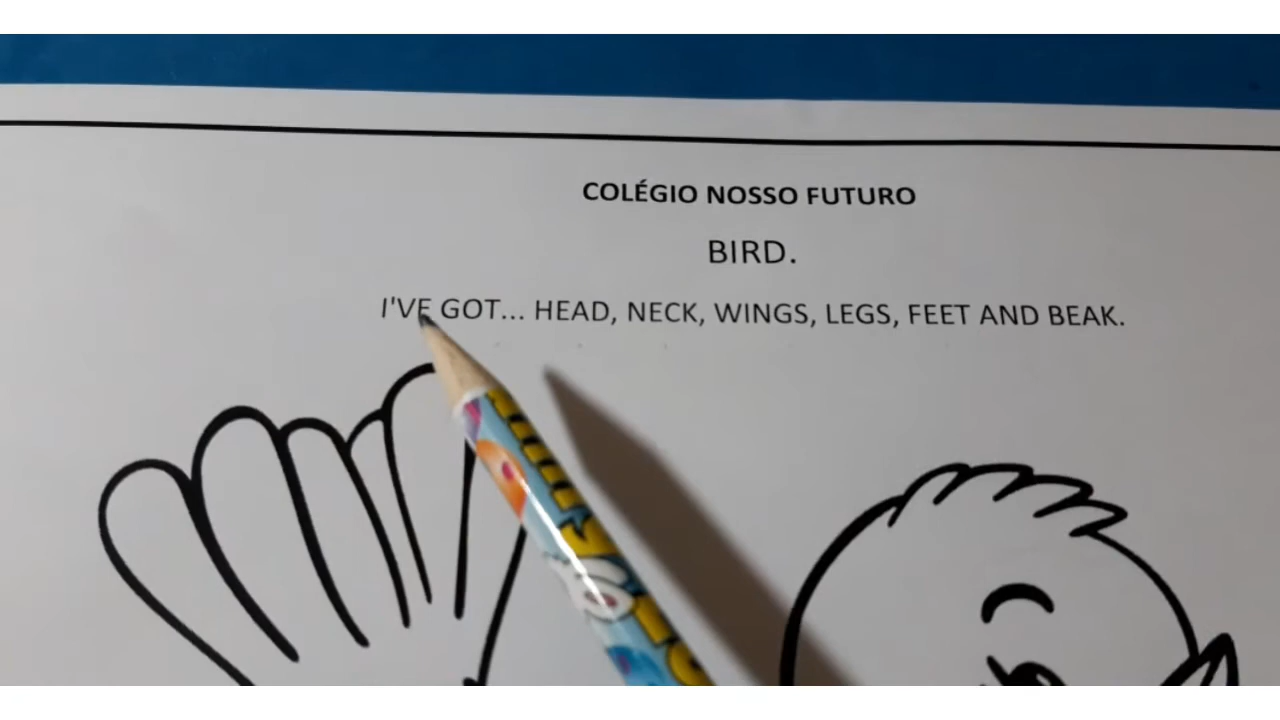 COLÉGIO NOSSO FUTURO
BIRD.
I'VE GOT... HEAD, NECK, WINGS, LEGS, FEET AND BEAK.